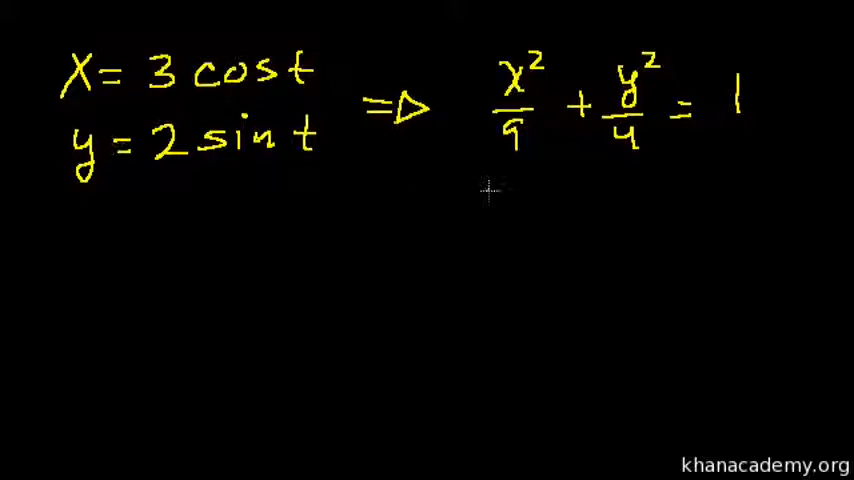 x = 3 cos t
y = 2 sin t
⇒ x²/9 + y²/4 = 1
khanacademy.org